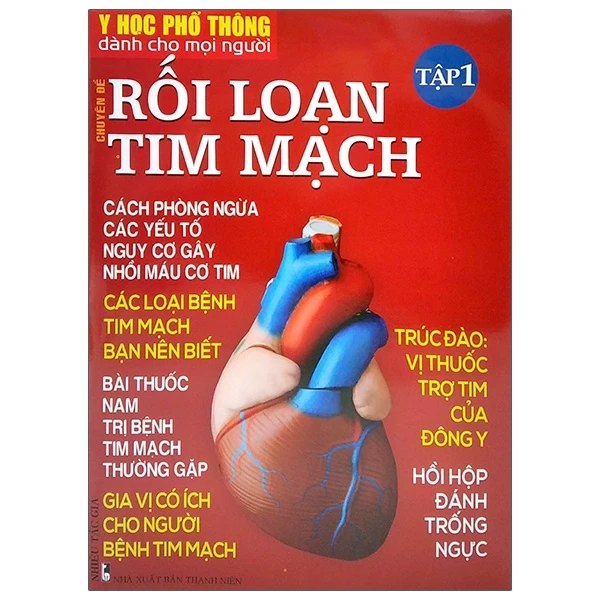 Y HỌC PHỔ THÔNG
dành cho mọi người
TẬP 1
CHUYÊN ĐỀ
RỐI LOẠN
TIM MẠCH
CÁCH PHÒNG NGỪA
CÁC YẾU TỐ
NGUY CƠ GÂY
NHỒI MÁU CƠ TIM
CÁC LOẠI BỆNH
TIM MẠCH
BẠN NÊN BIẾT
BÀI THUỐC
NAM
TRỊ BỆNH
TIM MẠCH
THƯỜNG GẶP
GIA VỊ CÓ ÍCH
CHO NGƯỜI
BỆNH TIM MẠCH
TRÚC ĐÀO:
VỊ THUỐC
TRỢ TIM
CỦA
ĐÔNG Y
HỒI HỘP
ĐÁNH
TRỐNG
NGỰC
NHIỀU TÁC GIẢ
NHÀ XUẤT BẢN THANH NIÊN